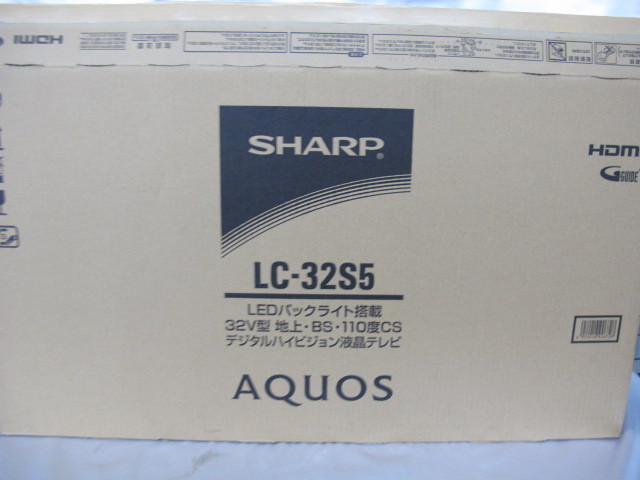 HDMI
SHARP
HDMI
G GUIDE
LC-32S5
LEDバックライト搭載
32V型 地上・BS・110度CS
デジタルハイビジョン液晶テレビ
AQUOS